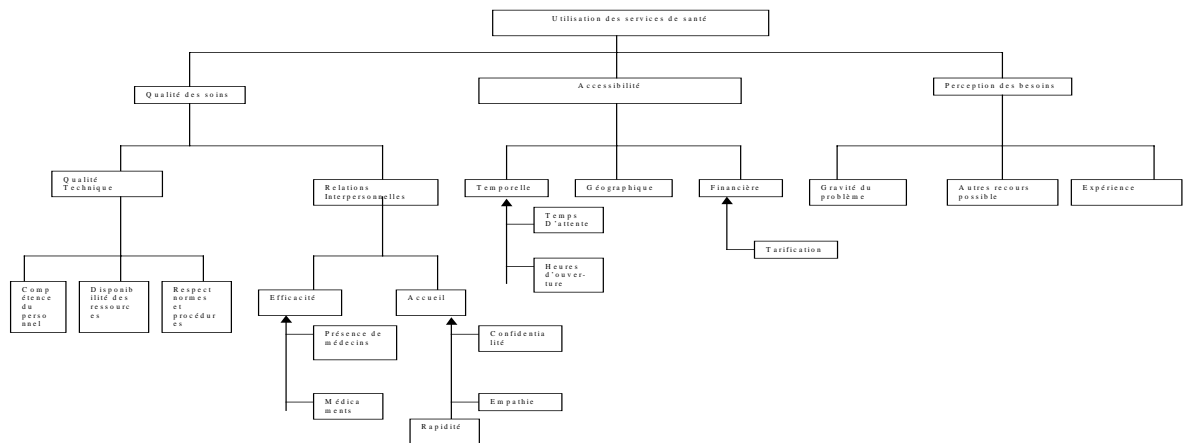 Utilisation des services de santé
Qualité des soins
Accessibilité
Perception des besoins
Qualité
Technique
Relations
Interpersonnelles
Temporelle
Géographique
Financière
Gravité du
problème
Autres recours
possible
Expérience
Temps
D'attente
Tarification
Heures
d'ouver-
ture
Comp
étence
du
perso
nnel
Disponib
ilité des
ressourc
es
Respect
normes
et
procédur
es
Efficacité
Accueil
Présence de
médecins
Confidentia
lité
Médica
ments
Empathie
Rapidité